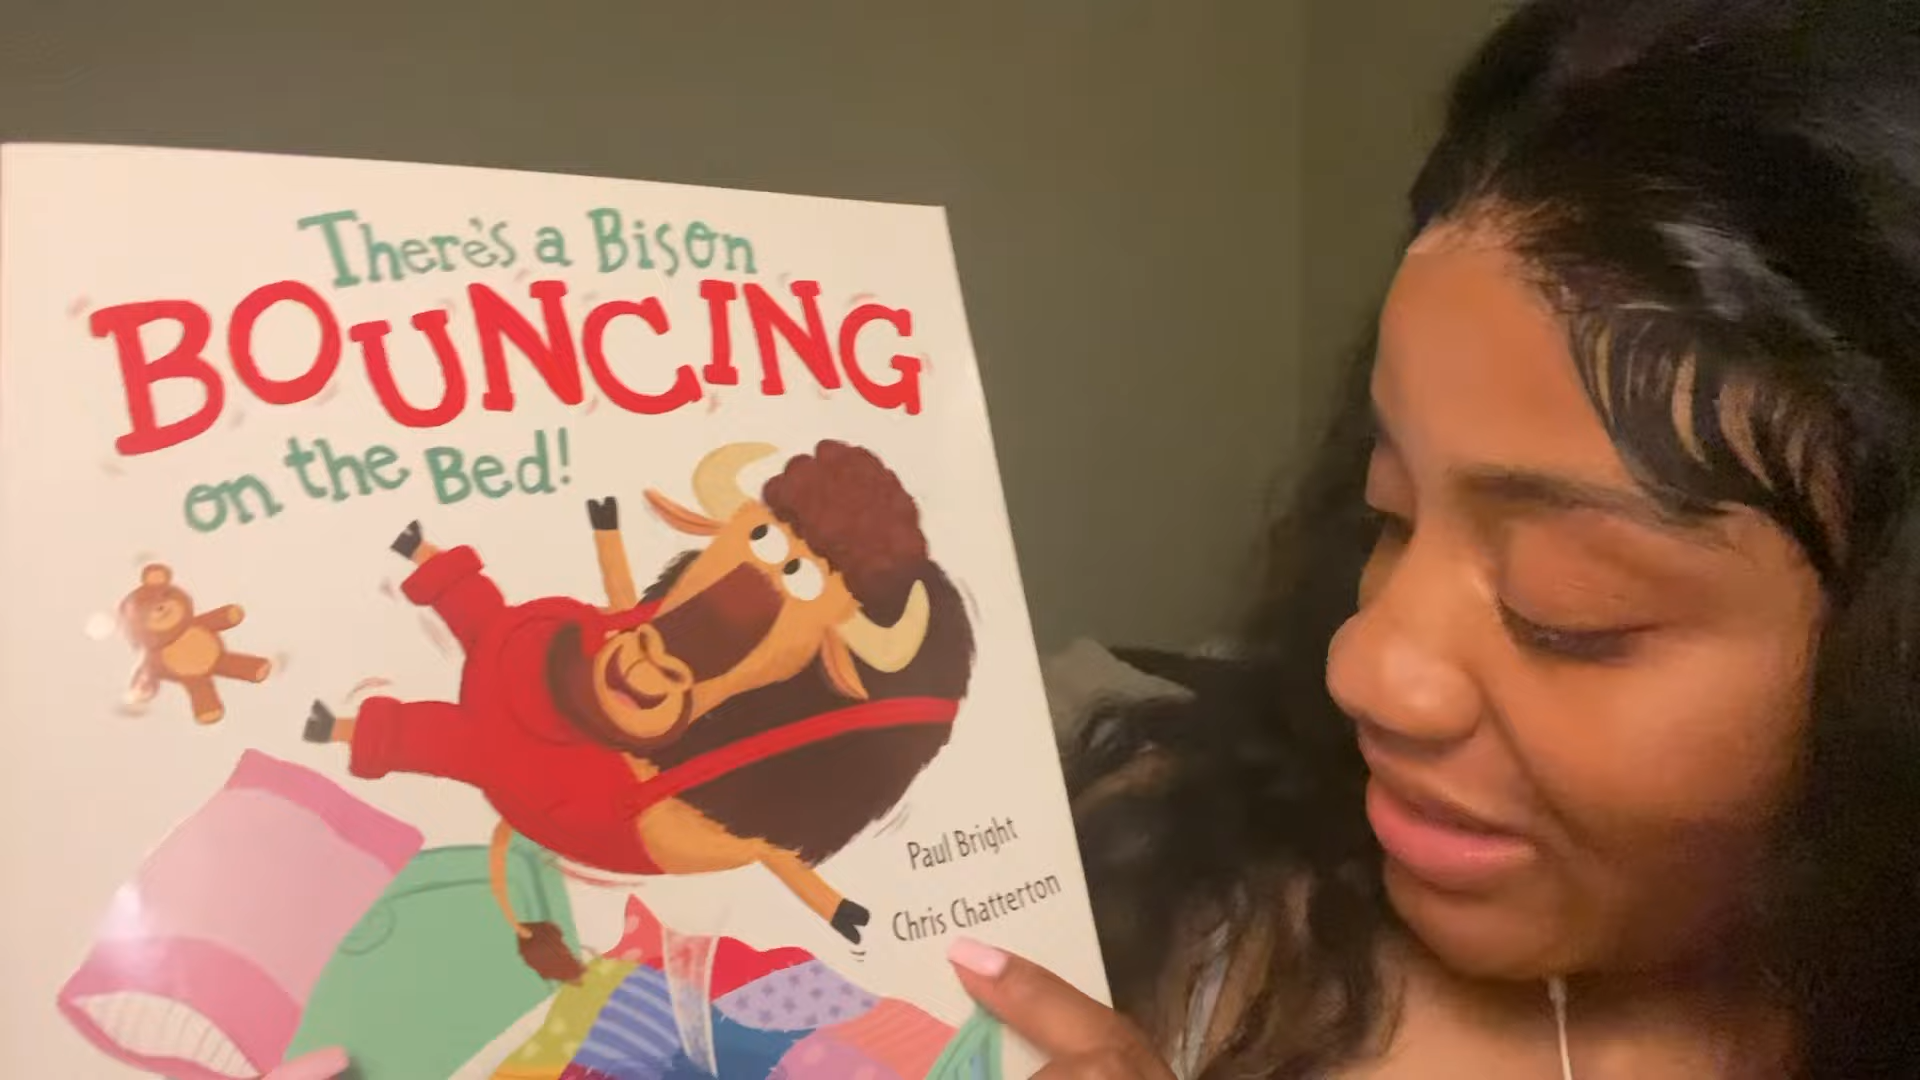 There's a Bison
BOUNCING
on the Bed!
Paul Bright
Chris Chatterton